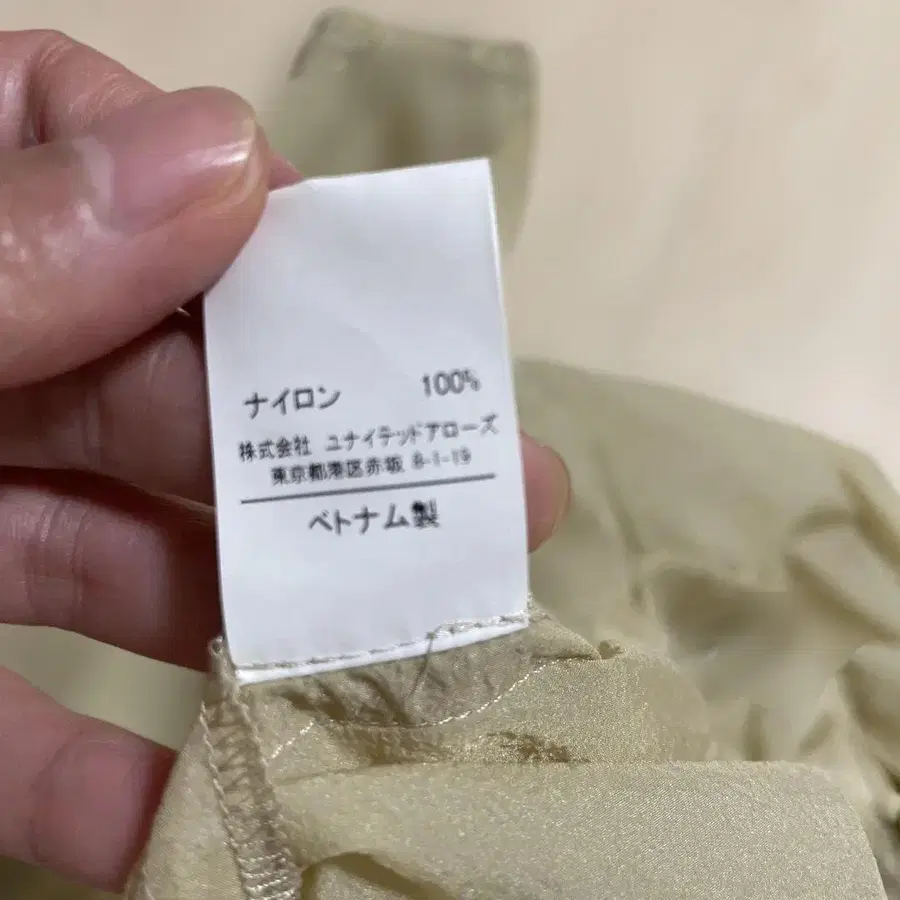 ナイロン 100%
株式会社 ユナイテッドアローズ
東京都港区赤坂 8-1-19
ベトナム製